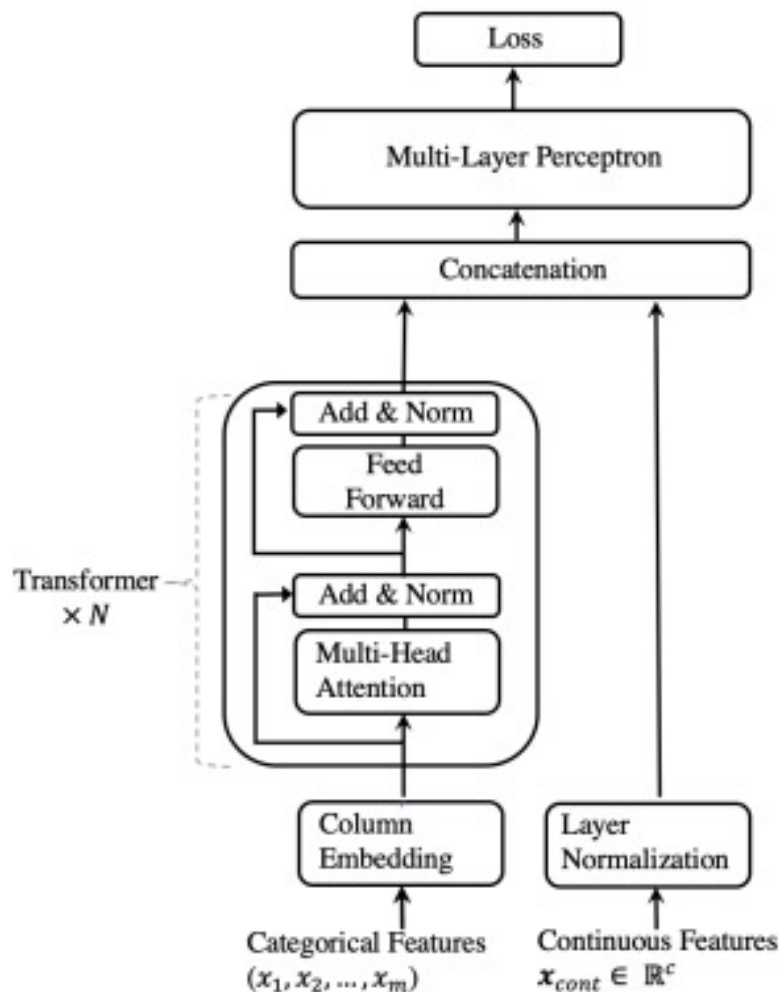 Loss
Multi-Layer Perceptron
Concatenation
Add & Norm
Feed
Forward
Transformer
× N
Add & Norm
Multi-Head
Attention
Column
Embedding
Layer
Normalization
Categorical Features
(x₁, x₂, ..., xₘ)
Continuous Features
x_cont ∈ ℝᶜ